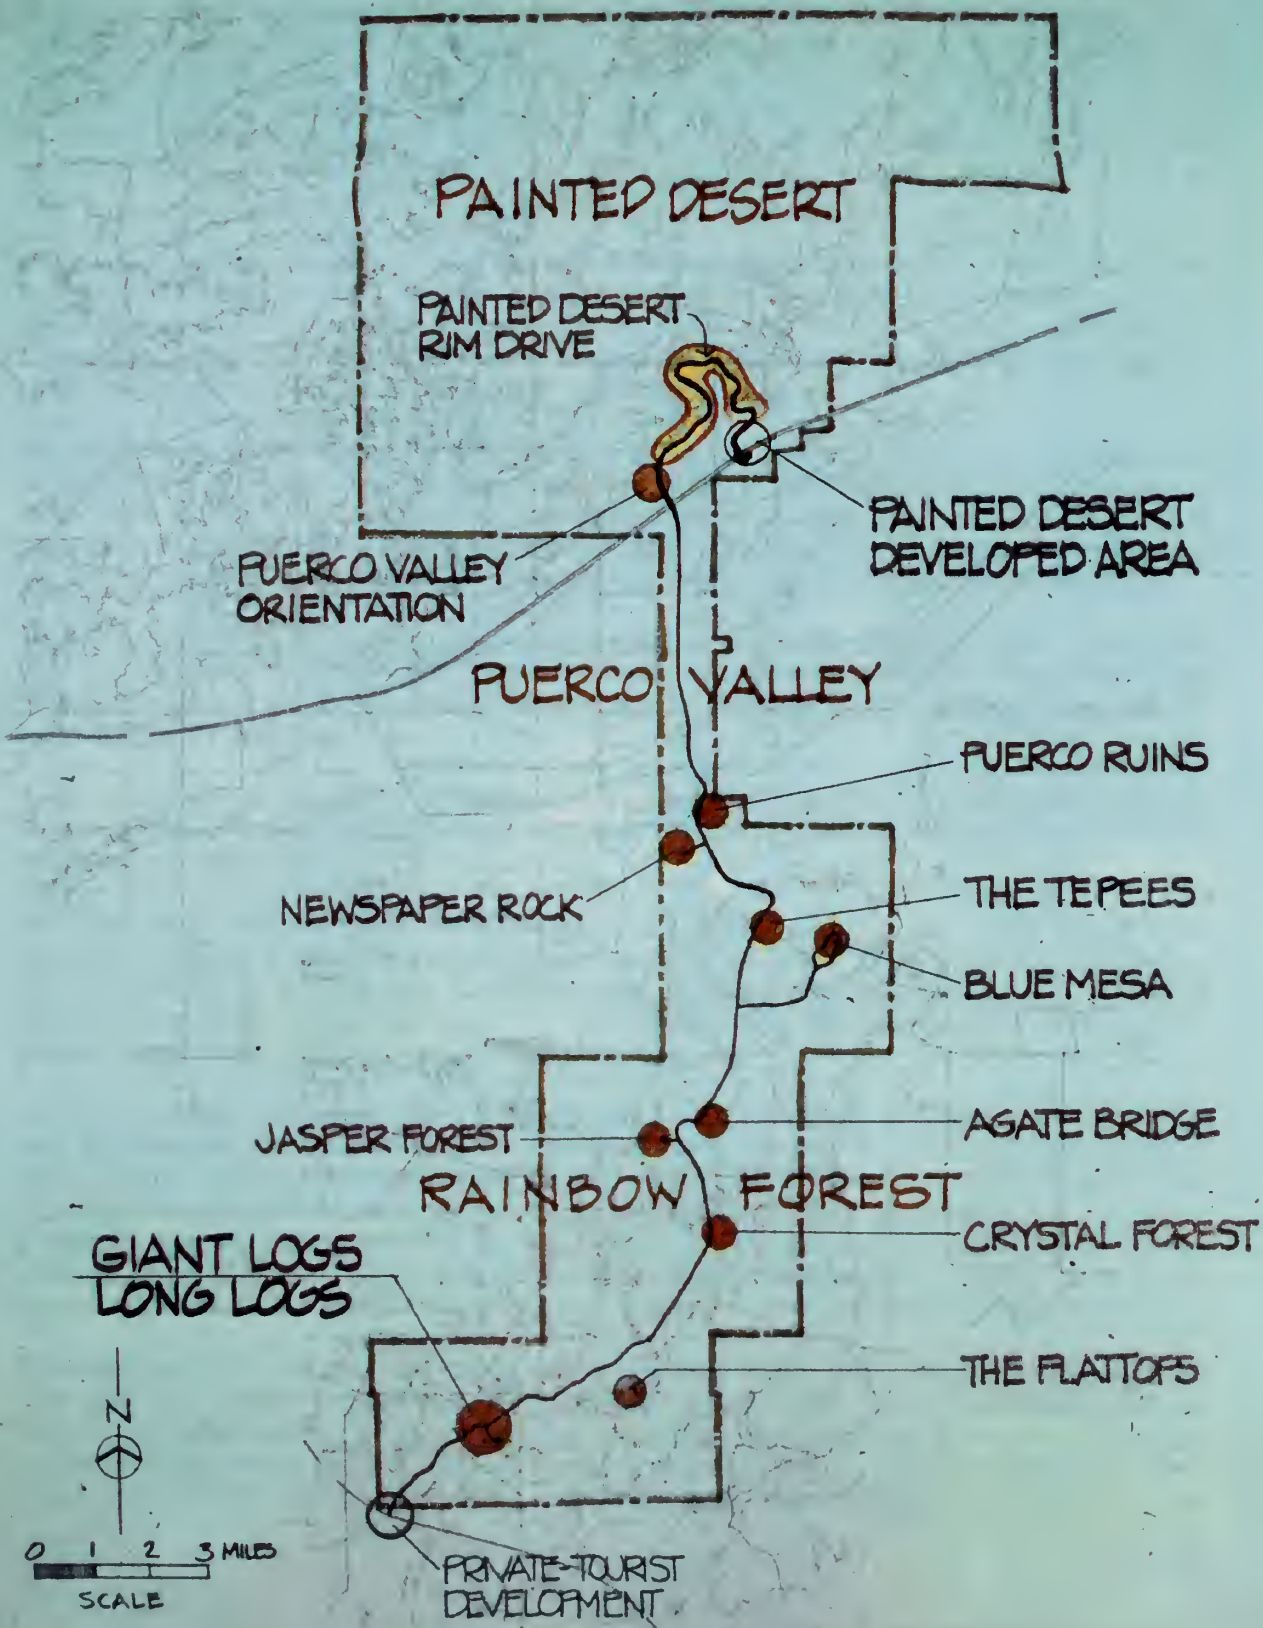 PAINTED DESERT
PAINTED DESERT
RIM DRIVE
PAINTED DESERT
DEVELOPED AREA
PUERCO VALLEY
ORIENTATION
PUERCO VALLEY
PUERCO RUINS
NEWSPAPER ROCK
THE TEPEES
BLUE MESA
JASPER FOREST
AGATE BRIDGE
RAINBOW FOREST
CRYSTAL FOREST
GIANT LOGS
LONG LOGS
THE FLATTOPS
N
0 1 2 3 MILES
SCALE
PRIVATE-TOURIST
DEVELOPMENT